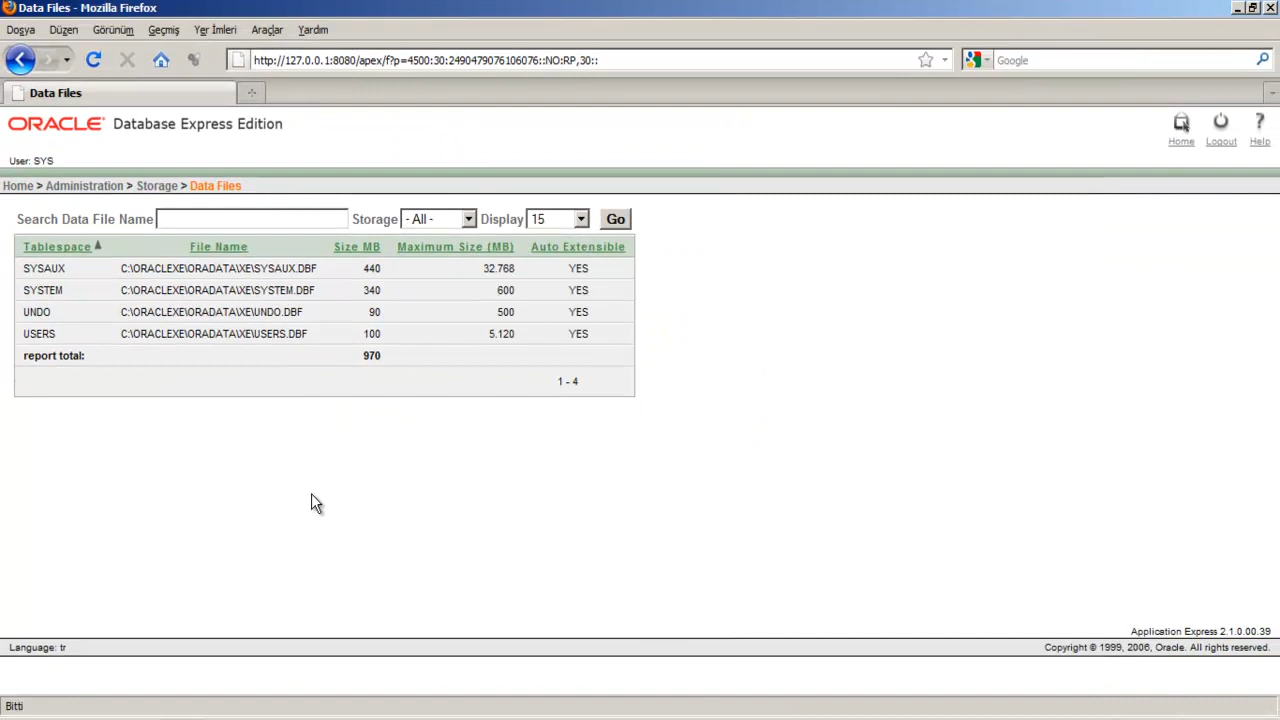 Data Files - Mozilla Firefox
Dosya Düzen Görünüm Geçmiş Yer İmleri Araçlar Yardım
http://127.0.0.1:8080/apex/f?p=4500:30:2490479076106076::NO:RP,30:: Google
Data Files
ORACLE Database Express Edition
Home Logout Help
User: SYS
Home > Administration > Storage > Data Files
Search Data File Name Storage - All - Display 15 Go
Tablespace File Name Size MB Maximum Size (MB) Auto Extensible
SYSAUX C:\ORACLEXE\ORADATA\XE\SYSAUX.DBF 440 32.768 YES
SYSTEM C:\ORACLEXE\ORADATA\XE\SYSTEM.DBF 340 600 YES
UNDO C:\ORACLEXE\ORADATA\XE\UNDO.DBF 90 500 YES
USERS C:\ORACLEXE\ORADATA\XE\USERS.DBF 100 5.120 YES
report total: 970
1 - 4
Application Express 2.1.0.00.39
Language: tr Copyright © 1999, 2006, Oracle. All rights reserved.
Bitti